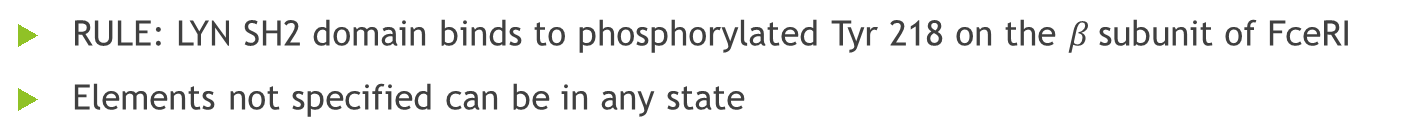 RULE: LYN SH2 domain binds to phosphorylated Tyr 218 on the β subunit of FceRI
Elements not specified can be in any state